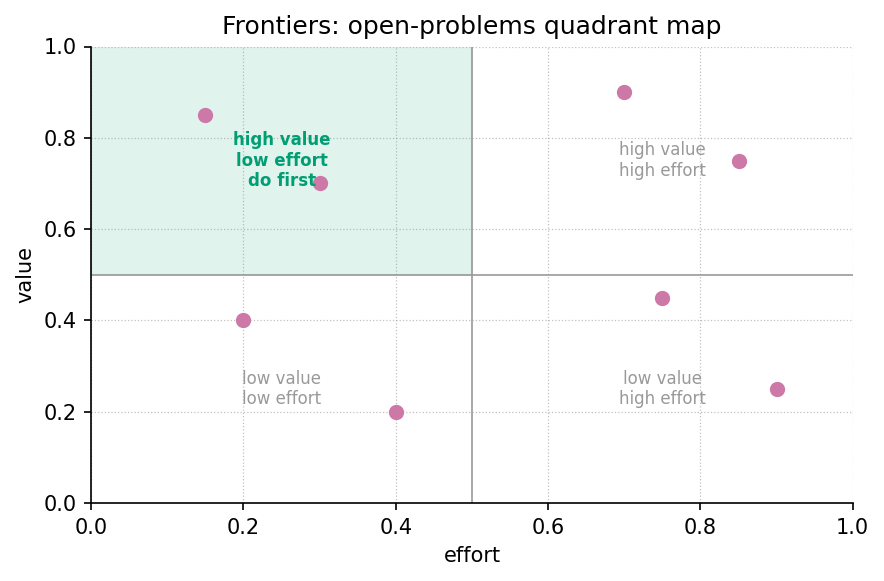 Frontiers: open-problems quadrant map
1.0
0.8
0.6
0.4
0.2
0.0
value
high value
low effort
do first
high value
high effort
low value
low effort
low value
high effort
0.0
0.2
0.4
0.6
0.8
1.0
effort